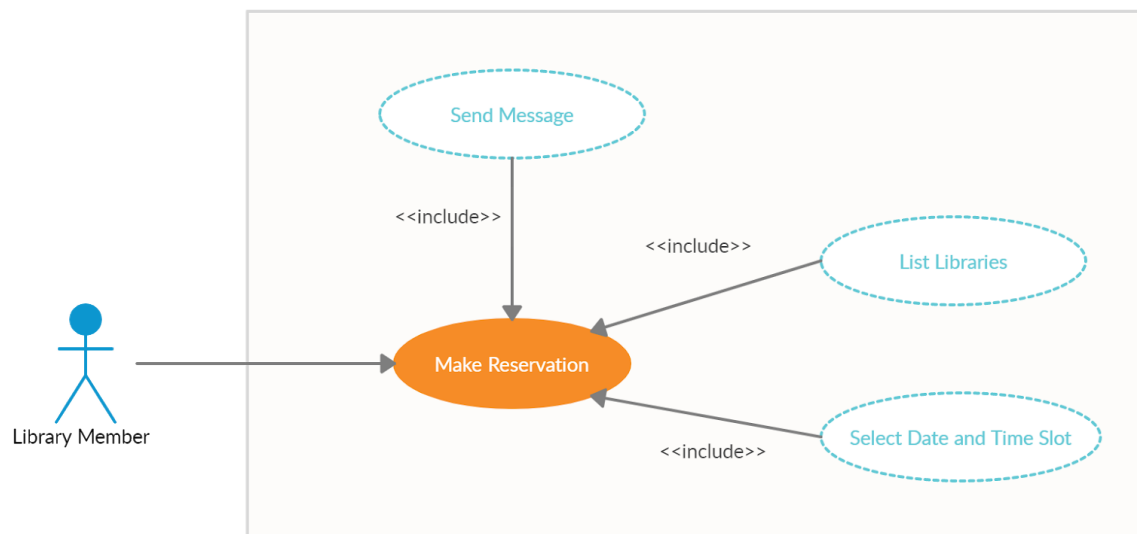 Send Message
<<include>>
<<include>>
List Libraries
Make Reservation
Library Member
Select Date and Time Slot
<<include>>